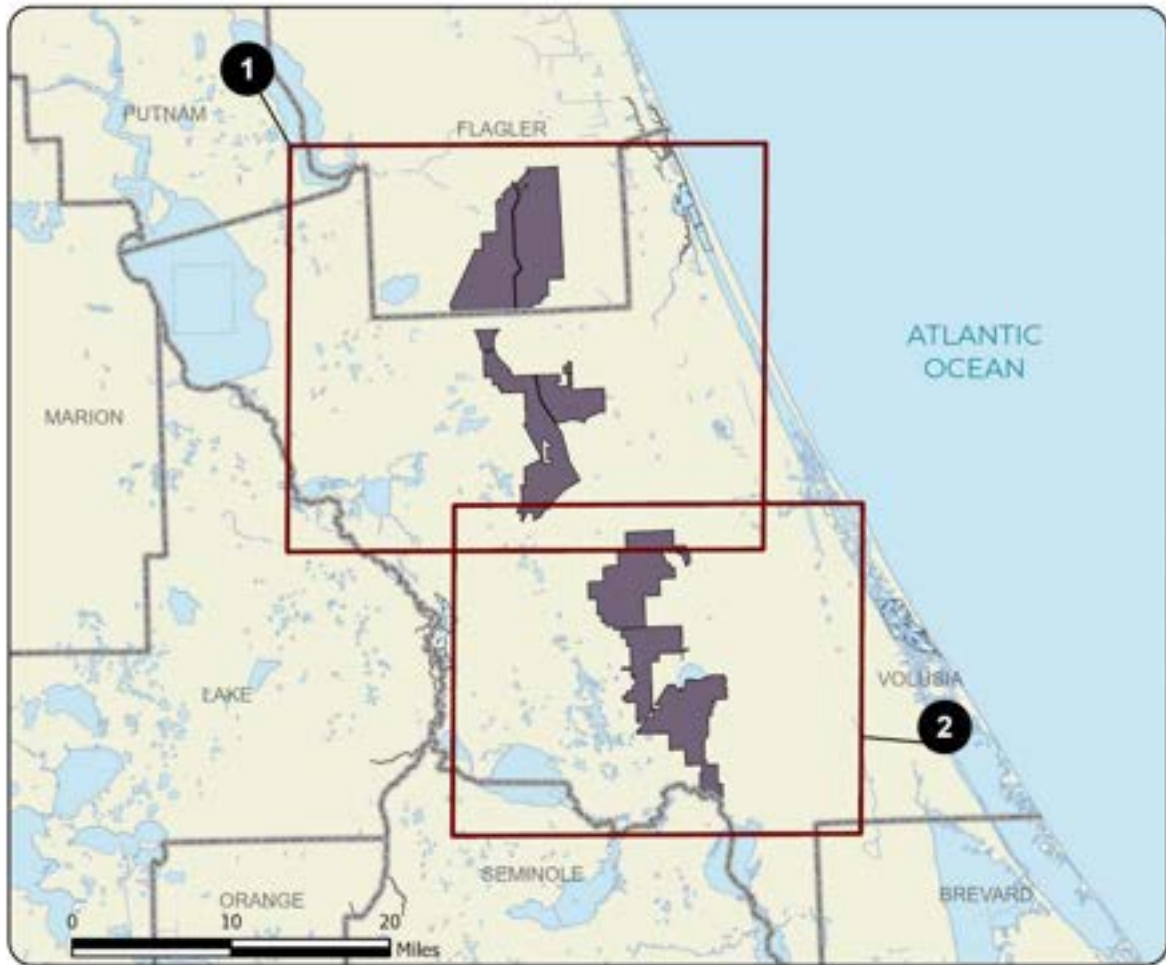 1
PUTNAM
FLAGLER
ATLANTIC
OCEAN
MARION
LAKE
VOLUSIA
2
SEMINOLE
ORANGE
BREVARD
0 10 20
Miles